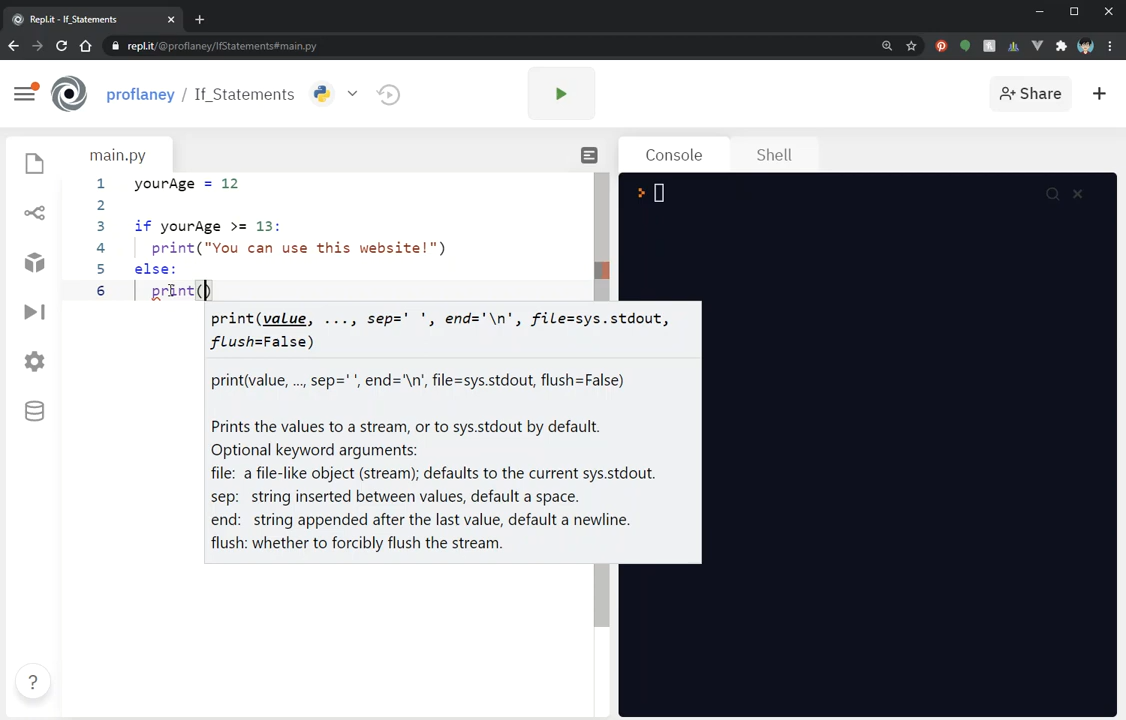 Repl.it - If_Statements
repl.it/@proflaney/IfStatements#main.py
proflaney / If_Statements
Share
main.py
Console
Shell
1 yourAge = 12
2
3 if yourAge >= 13:
4 print("You can use this website!")
5 else:
6 print()
print(value, ..., sep=' ', end='\n', file=sys.stdout,
flush=False)
print(value, ..., sep=' ', end='\n', file=sys.stdout, flush=False)
Prints the values to a stream, or to sys.stdout by default.
Optional keyword arguments:
file: a file-like object (stream); defaults to the current sys.stdout.
sep: string inserted between values, default a space.
end: string appended after the last value, default a newline.
flush: whether to forcibly flush the stream.
?